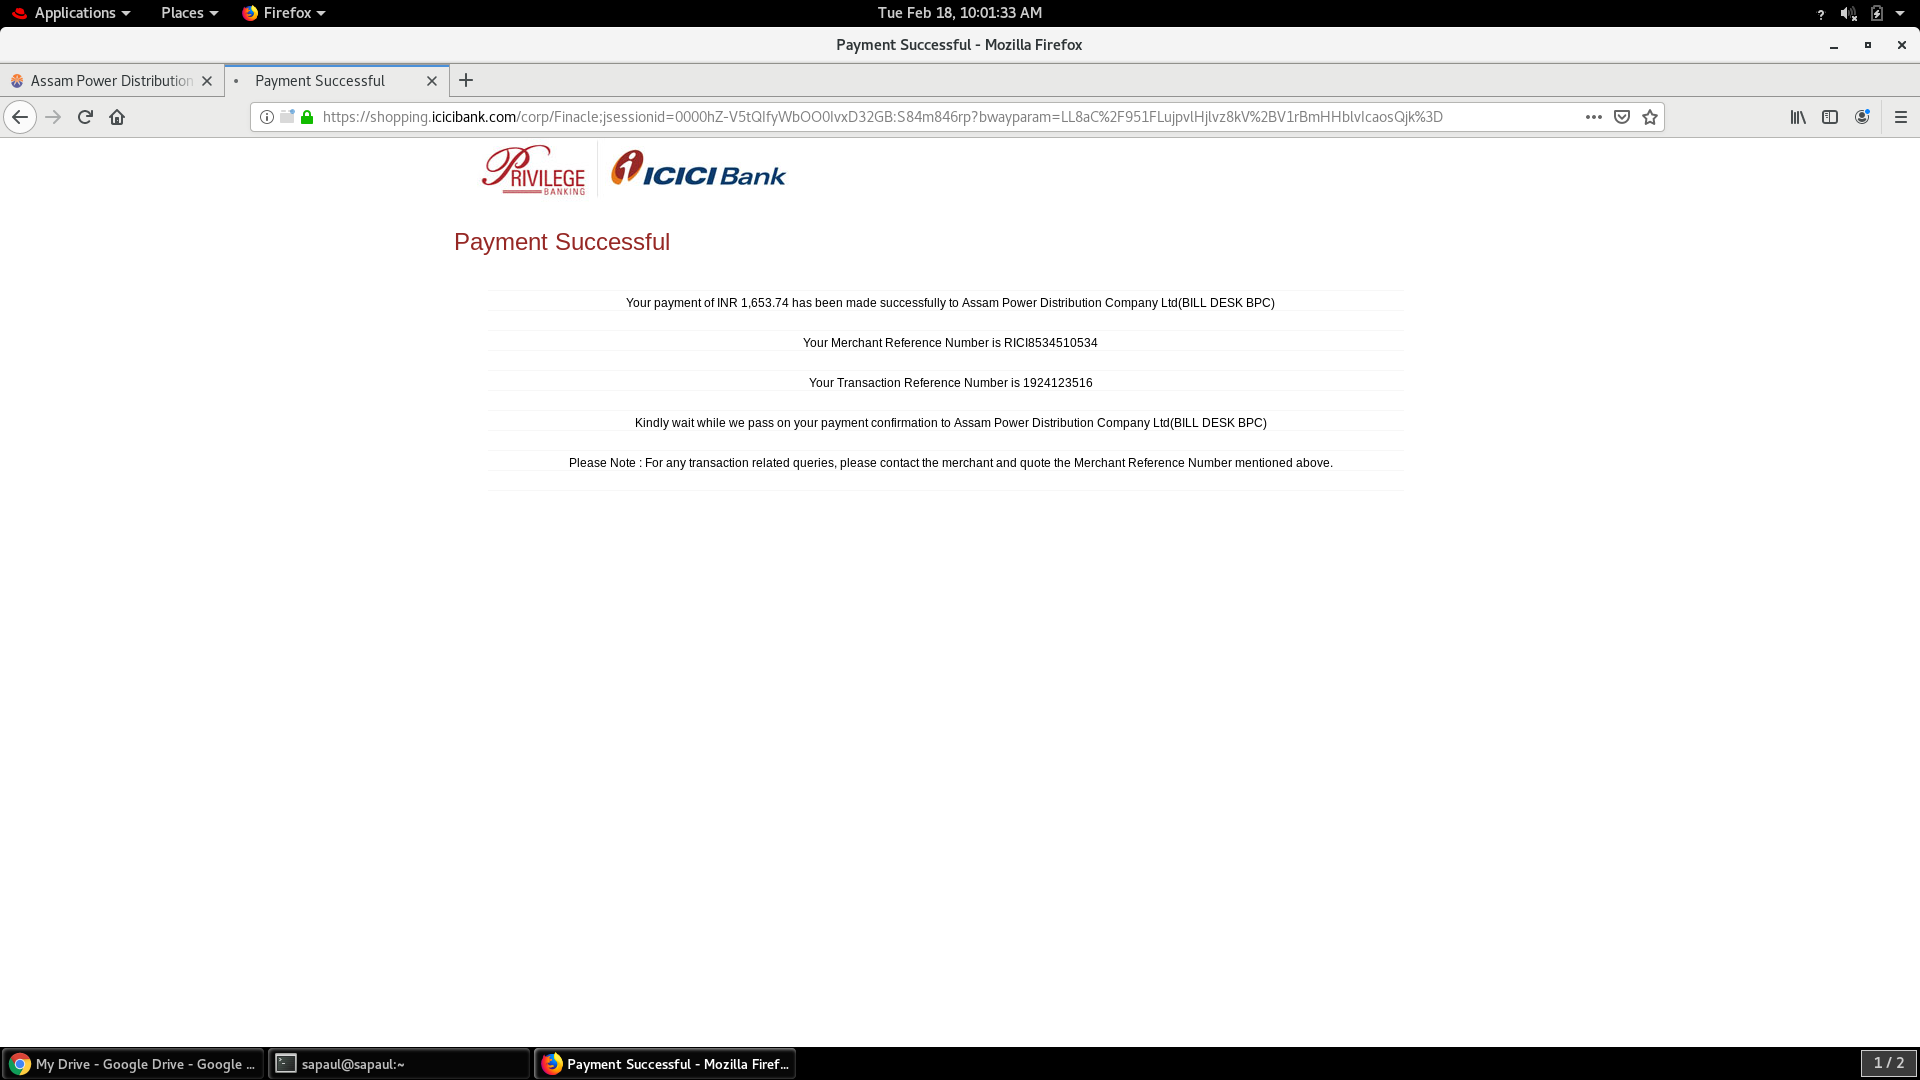 Applications Places Firefox Tue Feb 18, 10:01:33 AM ?
Payment Successful - Mozilla Firefox
Assam Power Distribution Payment Successful
https://shopping.icicibank.com/corp/Finacle;jsessionid=0000hZ-V5tQIfyWbOO0IvxD32GB:S84m846rp?bwayparam=LL8aC%2F951FLujpvlHjlvz8kV%2BV1rBmHHblvIcaosQjk%3D
PRIVILEGE BANKING ICICI Bank
Payment Successful
Your payment of INR 1,653.74 has been made successfully to Assam Power Distribution Company Ltd(BILL DESK BPC)
Your Merchant Reference Number is RICI8534510534
Your Transaction Reference Number is 1924123516
Kindly wait while we pass on your payment confirmation to Assam Power Distribution Company Ltd(BILL DESK BPC)
Please Note : For any transaction related queries, please contact the merchant and quote the Merchant Reference Number mentioned above.
My Drive - Google Drive - Google ... sapaul@sapaul:~ Payment Successful - Mozilla Firef... 1 / 2